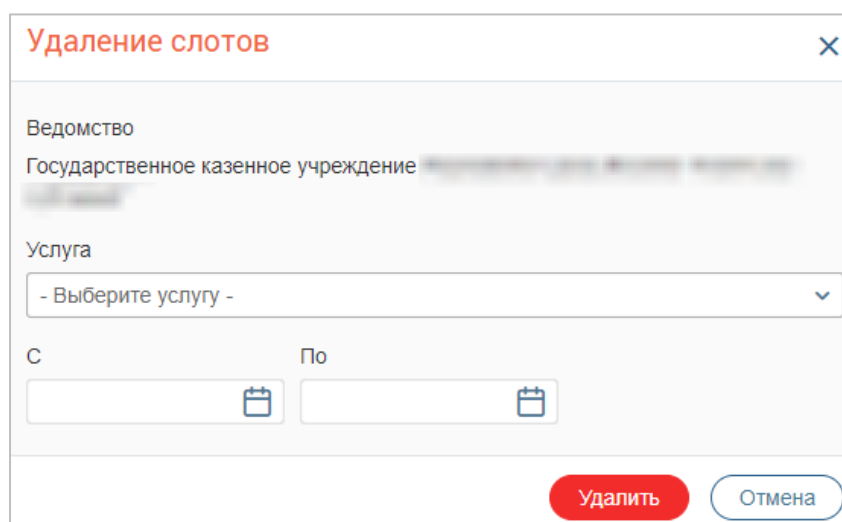 Удаление слотов
Ведомство
Государственное казенное учреждение
Услуга
- Выберите услугу -
С По
Удалить Отмена